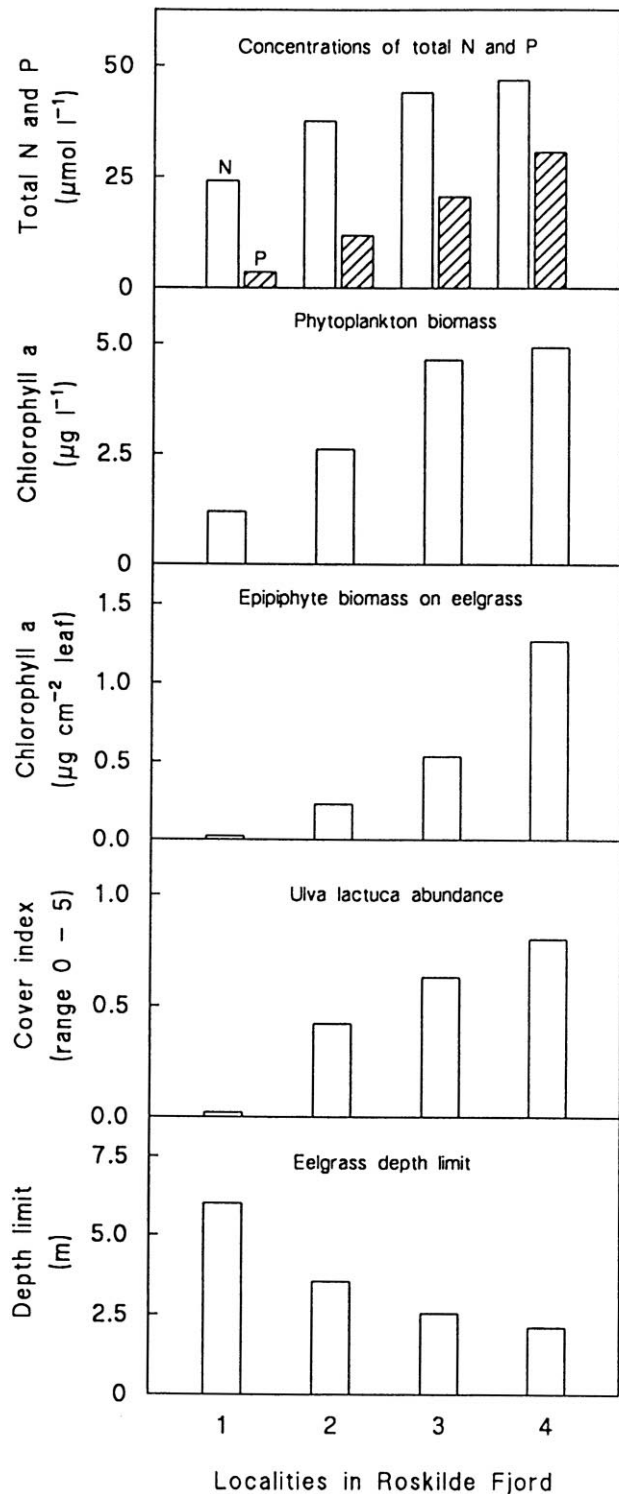 Concentrations of total N and P
Total N and P
(μmol l⁻¹)
50
25
0
N
P
Phytoplankton biomass
Chlorophyll a
(μg l⁻¹)
5.0
2.5
0
Epipiphyte biomass on eelgrass
Chlorophyll a
(μg cm⁻² leaf)
1.5
1.0
0.5
0.0
Ulva lactuca abundance
Cover index
(range 0 – 5)
1.0
0.5
0.0
Eelgrass depth limit
Depth limit
(m)
7.5
5.0
2.5
0
1 2 3 4
Localities in Roskilde Fjord